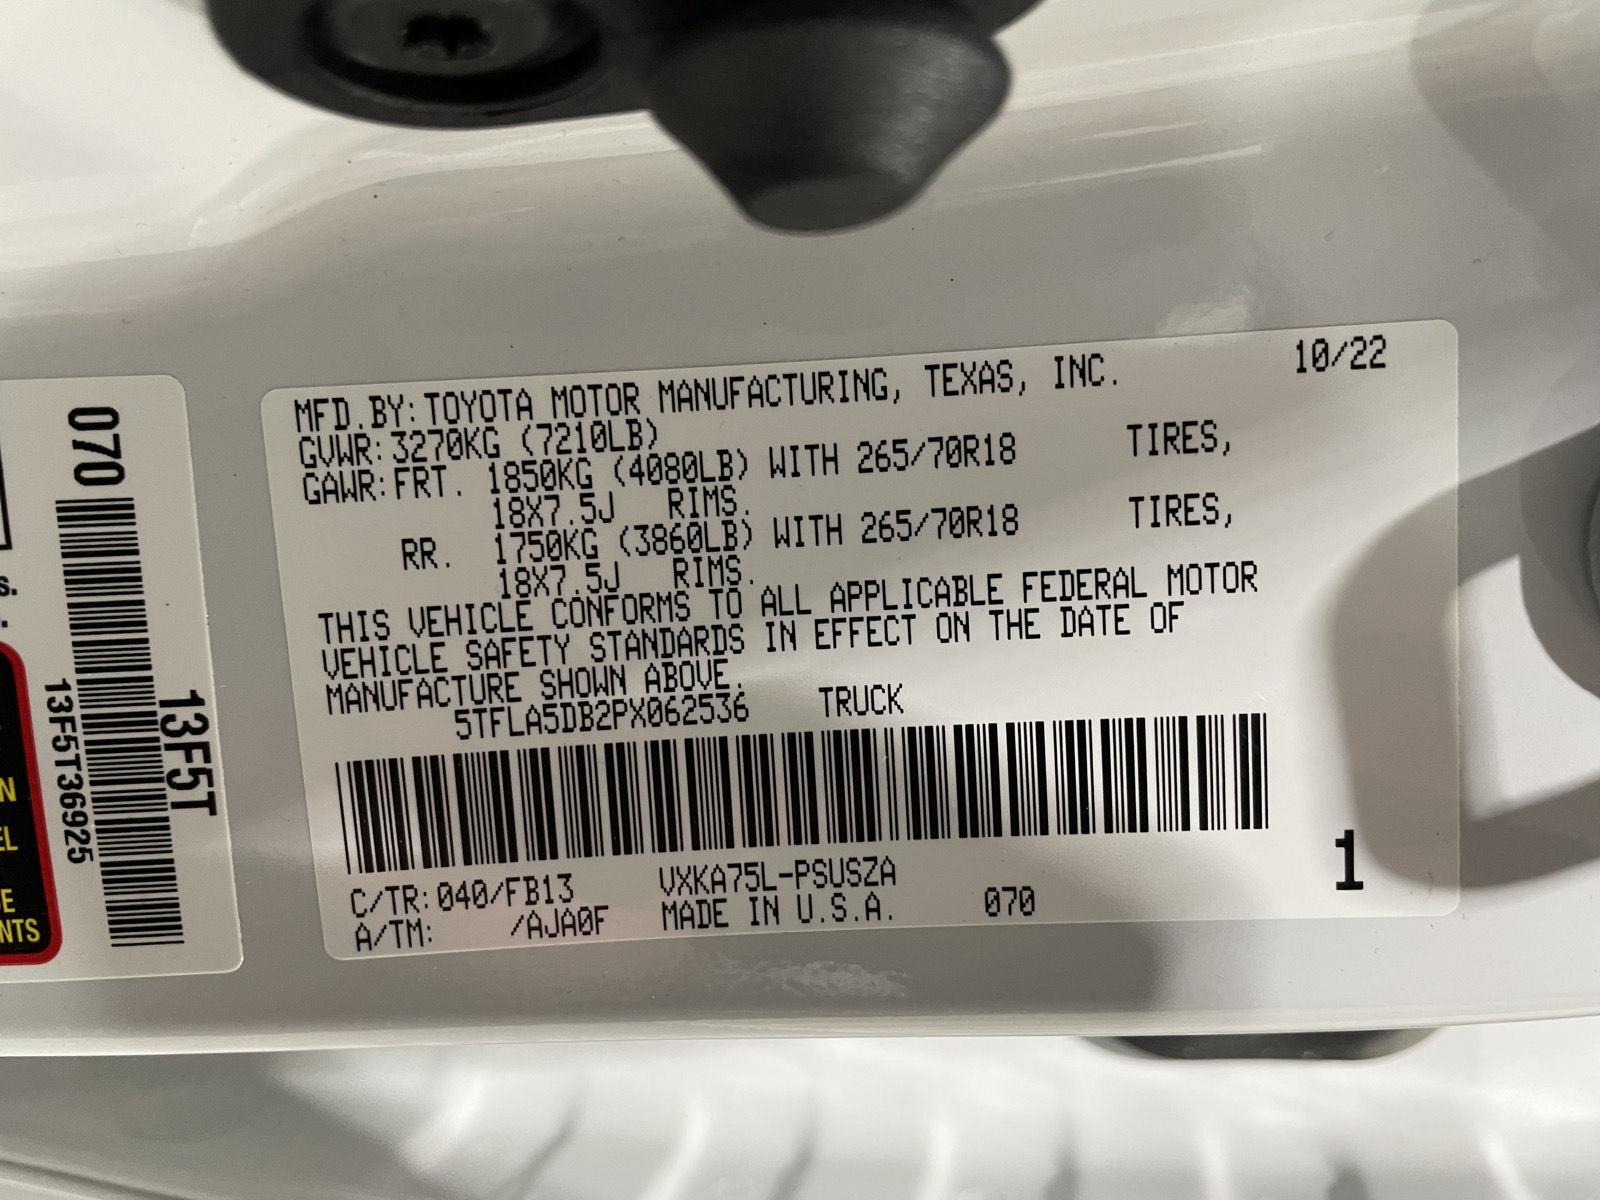 s.
.
N
EL
E
NTS
070
13F5T36925
13F5T
MFD.BY:TOYOTA MOTOR MANUFACTURING, TEXAS, INC. 10/22
GVWR: 3270KG (7210LB)
GAWR:FRT. 1850KG (4080LB) WITH 265/70R18 TIRES,
18X7.5J RIMS.
RR. 1750KG (3860LB) WITH 265/70R18 TIRES,
18X7.5J RIMS.
THIS VEHICLE CONFORMS TO ALL APPLICABLE FEDERAL MOTOR
VEHICLE SAFETY STANDARDS IN EFFECT ON THE DATE OF
MANUFACTURE SHOWN ABOVE.
5TFLA5DB2PX062536 TRUCK
C/TR:040/FB13 VXKA75L-PSUSZA 1
A/TM: /AJA0F MADE IN U.S.A. 070